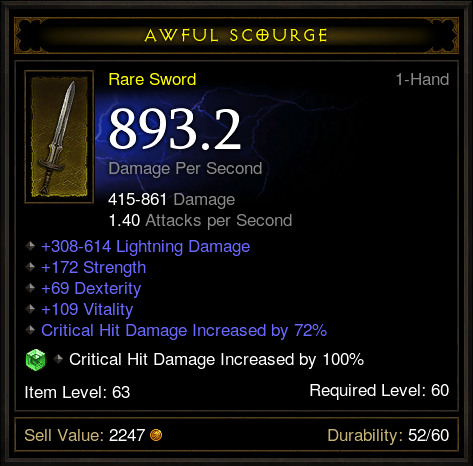 AWFUL SCOURGE
Rare Sword 1-Hand
893.2
Damage Per Second
415-861 Damage
1.40 Attacks per Second
+308-614 Lightning Damage
+172 Strength
+69 Dexterity
+109 Vitality
Critical Hit Damage Increased by 72%
Critical Hit Damage Increased by 100%
Item Level: 63 Required Level: 60
Sell Value: 2247 Durability: 52/60